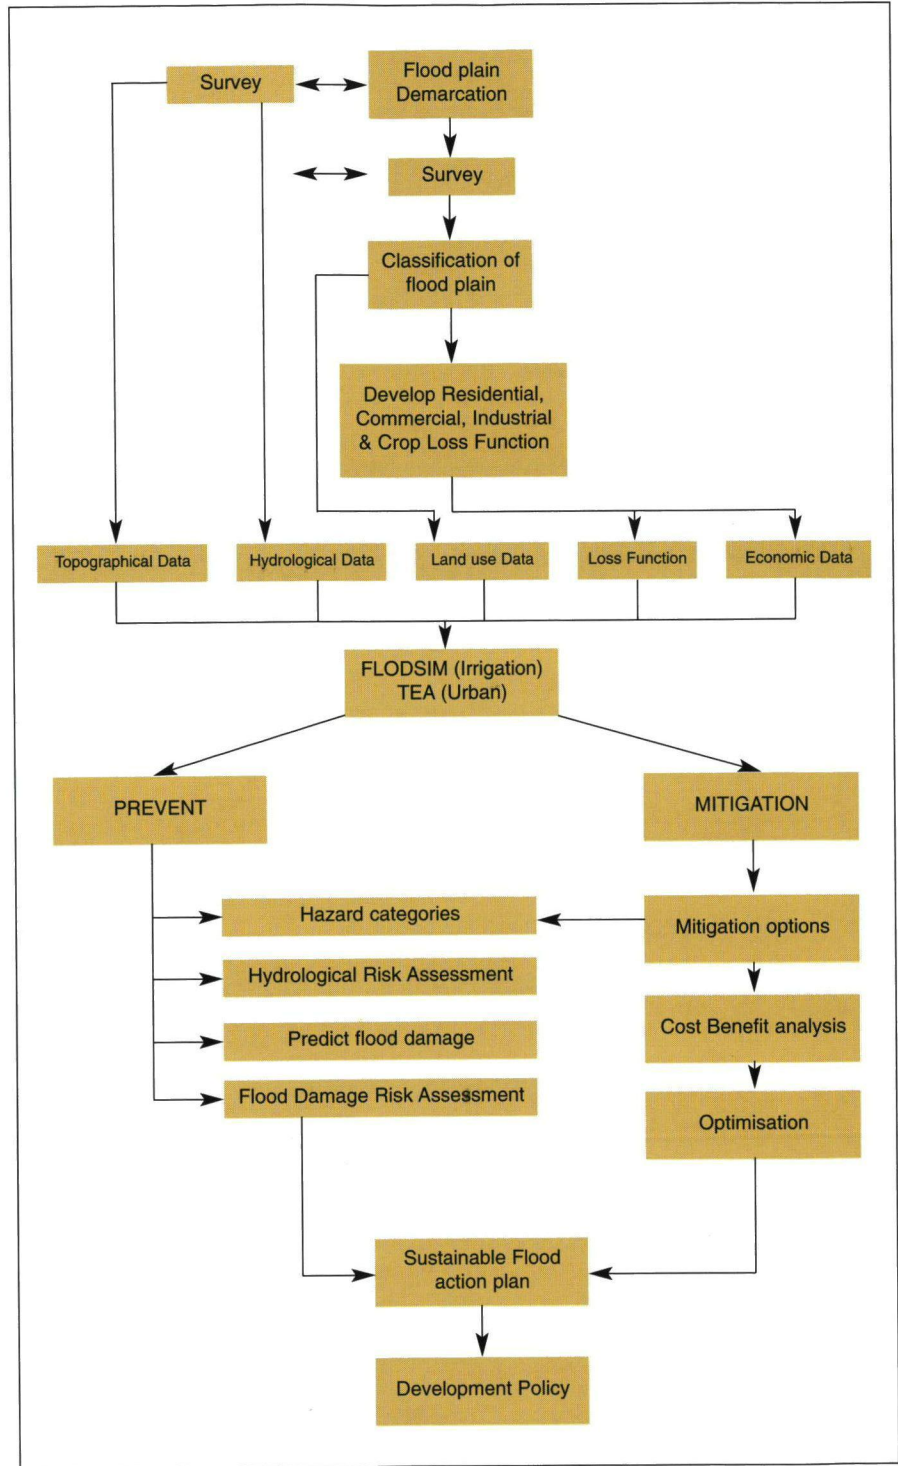 Survey
Flood plain
Demarcation
Survey
Classification of
flood plain
Develop Residential,
Commercial, Industrial
& Crop Loss Function
Topographical Data
Hydrological Data
Land use Data
Loss Function
Economic Data
FLODSIM (Irrigation)
TEA (Urban)
PREVENT
MITIGATION
Hazard categories
Mitigation options
Hydrological Risk Assessment
Cost Benefit analysis
Predict flood damage
Flood Damage Risk Assessment
Optimisation
Sustainable Flood
action plan
Development Policy